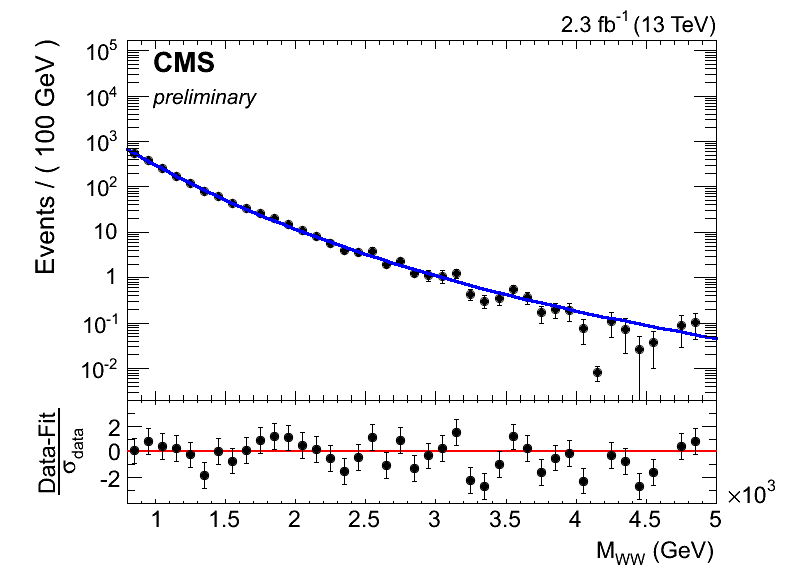 2.3 fb⁻¹ (13 TeV)
CMS
preliminary
Events / ( 100 GeV )
10⁵
10⁴
10³
10²
10
1
10⁻¹
10⁻²
Data-Fit
σdata
2
0
-2
1 1.5 2 2.5 3 3.5 4 4.5 5
×10³
MWW (GeV)